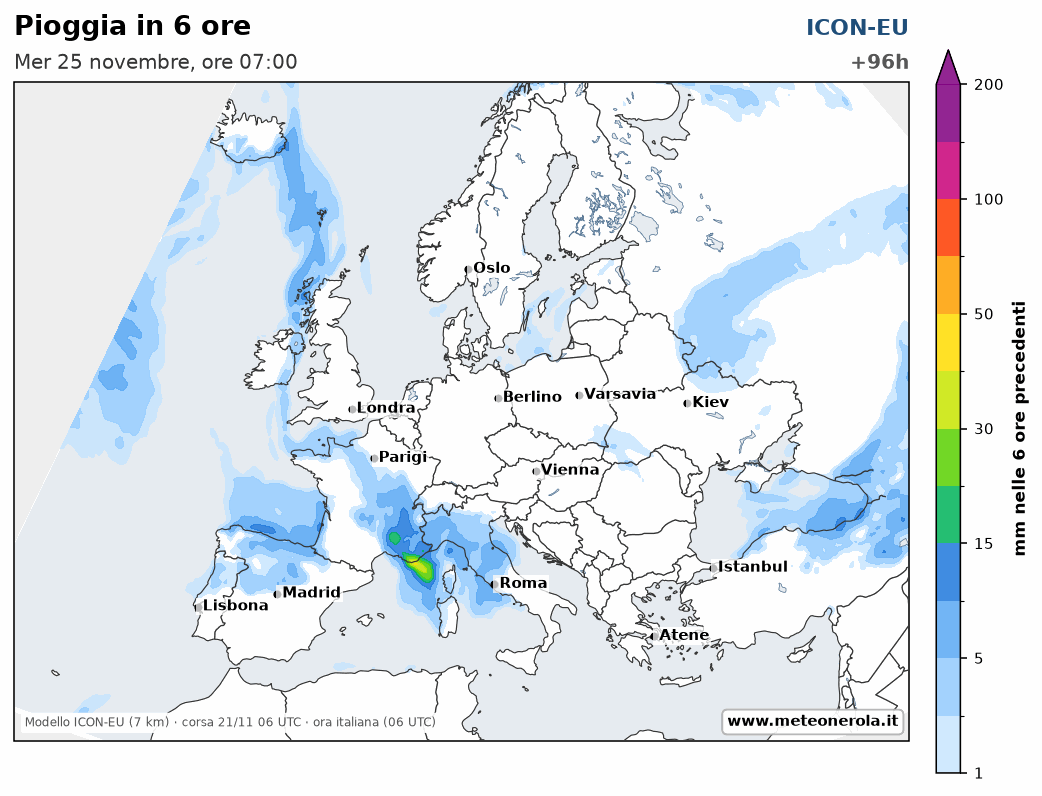 Pioggia in 6 ore
ICON-EU
Mer 25 novembre, ore 07:00
+96h
200
100
50
30
15
5
1
mm nelle 6 ore precedenti
Oslo
Berlino
Varsavia
Kiev
Londra
Parigi
Vienna
Istanbul
Roma
Madrid
Lisbona
Atene
Modello ICON-EU (7 km) · corsa 21/11 06 UTC · ora italiana (06 UTC)
www.meteonerola.it